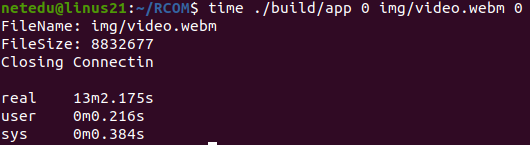 netedu@linus21:~/RCOM$ time ./build/app 0 img/video.webm 0
FileName: img/video.webm
FileSize: 8832677
Closing Connectin
real 13m2.175s
user 0m0.216s
sys 0m0.384s